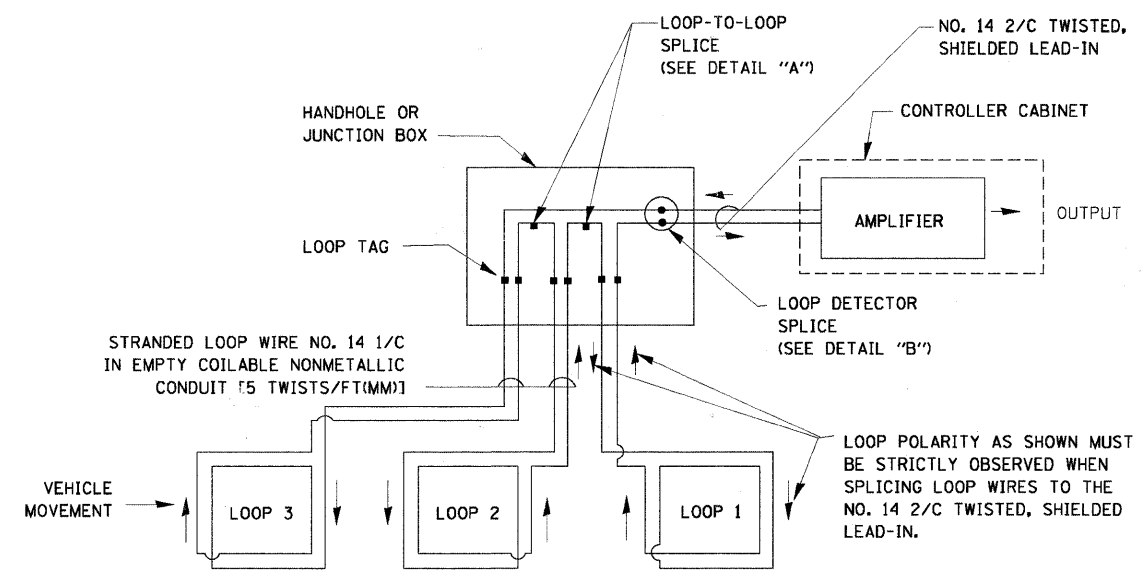 LOOP-TO-LOOP
SPLICE
(SEE DETAIL "A")
NO. 14 2/C TWISTED,
SHIELDED LEAD-IN
HANDHOLE OR
JUNCTION BOX
CONTROLLER CABINET
AMPLIFIER
OUTPUT
LOOP TAG
LOOP DETECTOR
SPLICE
(SEE DETAIL "B")
STRANDED LOOP WIRE NO. 14 1/C
IN EMPTY COILABLE NONMETALLIC
CONDUIT [5 TWISTS/FT(MM)]
LOOP POLARITY AS SHOWN MUST
BE STRICTLY OBSERVED WHEN
SPLICING LOOP WIRES TO THE
NO. 14 2/C TWISTED, SHIELDED
LEAD-IN.
VEHICLE
MOVEMENT
LOOP 3
LOOP 2
LOOP 1